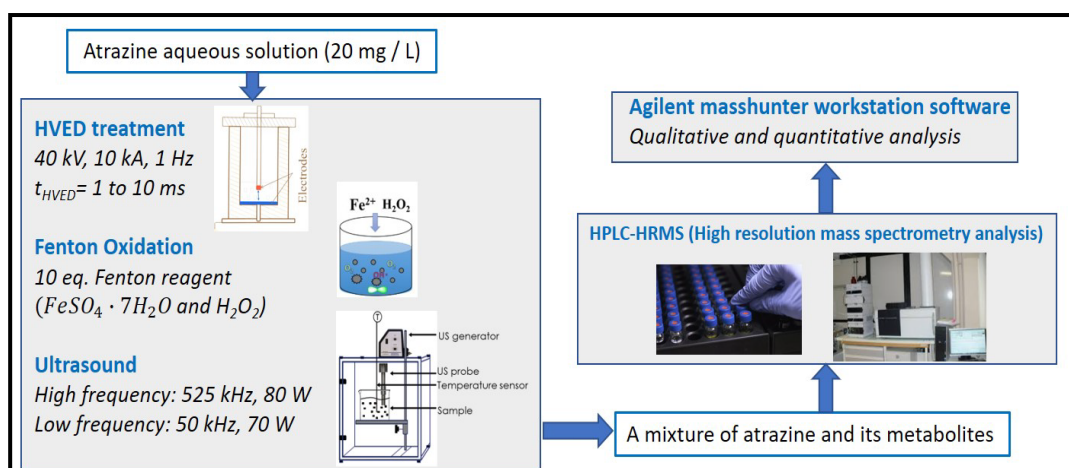 Atrazine aqueous solution (20 mg / L)
HVED treatment
40 kV, 10 kA, 1 Hz
t_HVED= 1 to 10 ms
Electrodes
Fe²⁺ H₂O₂
Fenton Oxidation
10 eq. Fenton reagent
(FeSO₄ · 7H₂O and H₂O₂)
T
US generator
US probe
Temperature sensor
Sample
Ultrasound
High frequency: 525 kHz, 80 W
Low frequency: 50 kHz, 70 W
A mixture of atrazine and its metabolites
HPLC-HRMS (High resolution mass spectrometry analysis)
Agilent masshunter workstation software
Qualitative and quantitative analysis